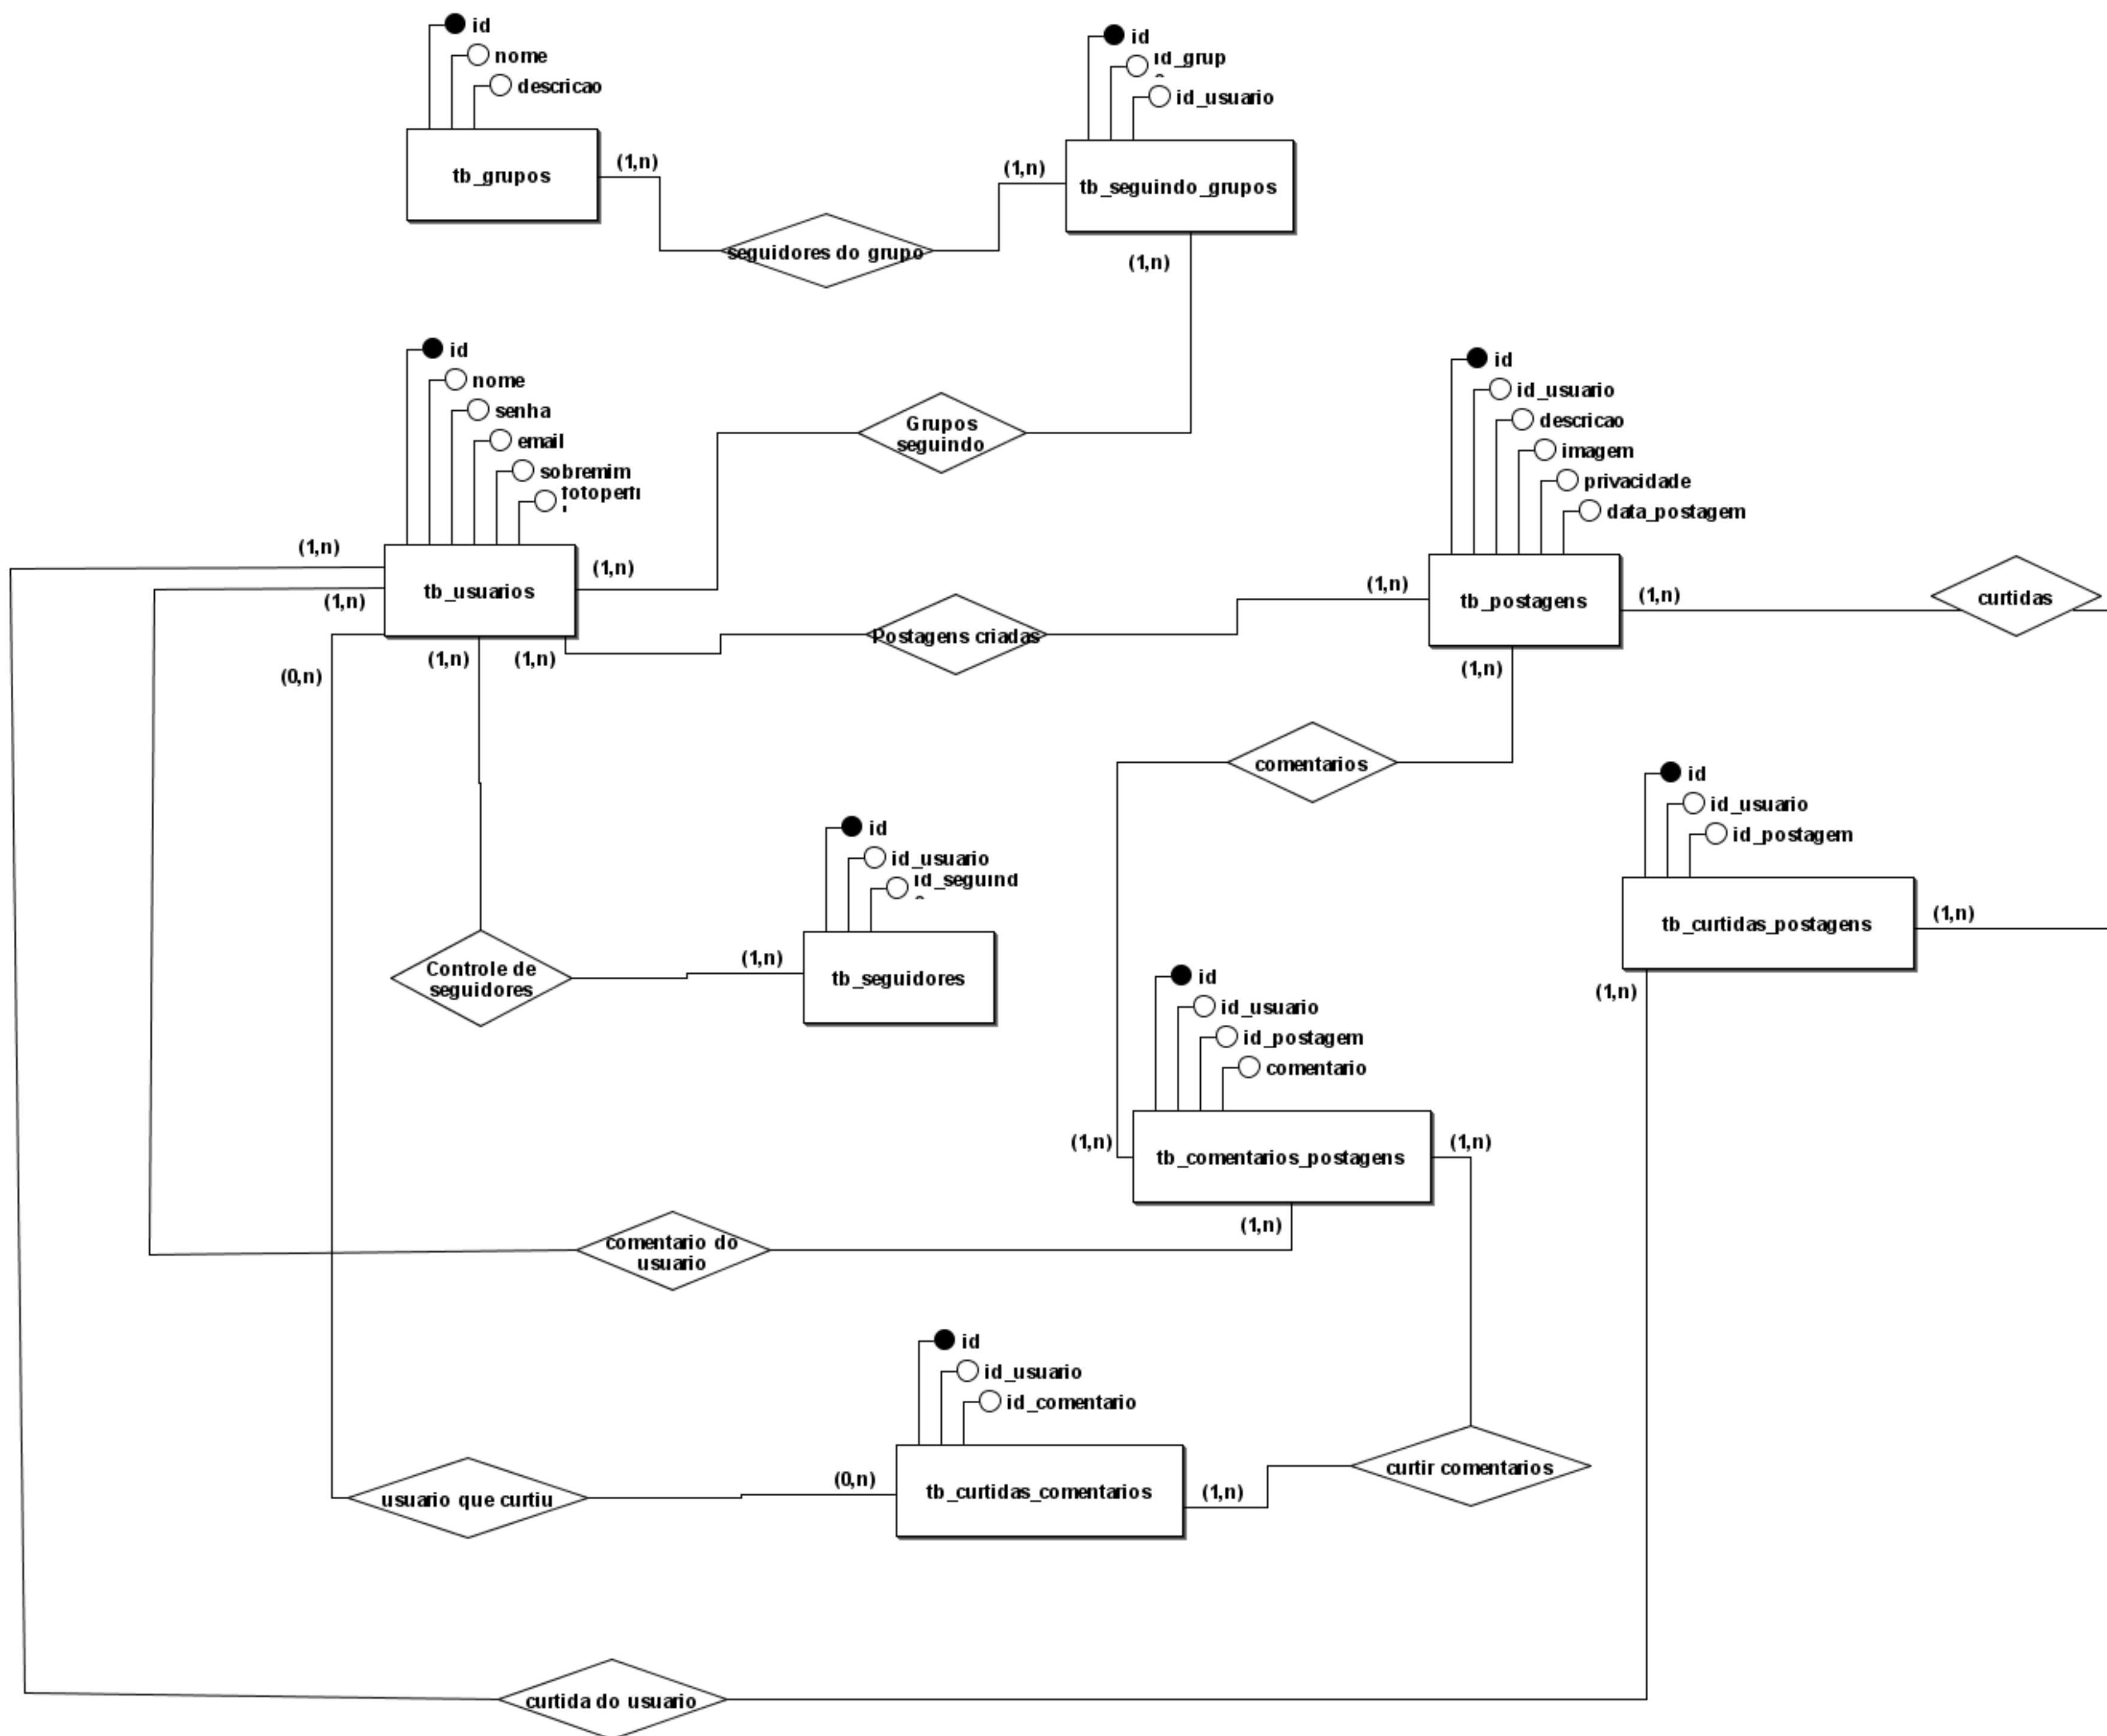 id
nome
descricao
tb_grupos
(1,n)
seguidores do grupo
(1,n)
id
id_grup
id_usuario
tb_seguindo_grupos
(1,n)
Grupos
seguindo
id
nome
senha
email
sobremim
fotoperfi
l
(1,n)
(1,n)
tb_usuarios
(1,n)
(0,n)
(1,n)
(1,n)
Postagens criadas
(1,n)
id
id_usuario
descricao
imagem
privacidade
data_postagem
tb_postagens
(1,n)
curtidas
(1,n)
comentarios
id
id_usuario
id_postagem
tb_curtidas_postagens
(1,n)
(1,n)
id
id_usuario
id_seguind
tb_seguidores
(1,n)
Controle de
seguidores
id
id_usuario
id_postagem
comentario
(1,n)
tb_comentarios_postagens
(1,n)
(1,n)
comentario do
usuario
id
id_usuario
id_comentario
usuario que curtiu
(0,n)
tb_curtidas_comentarios
(1,n)
curtir comentarios
curtida do usuario